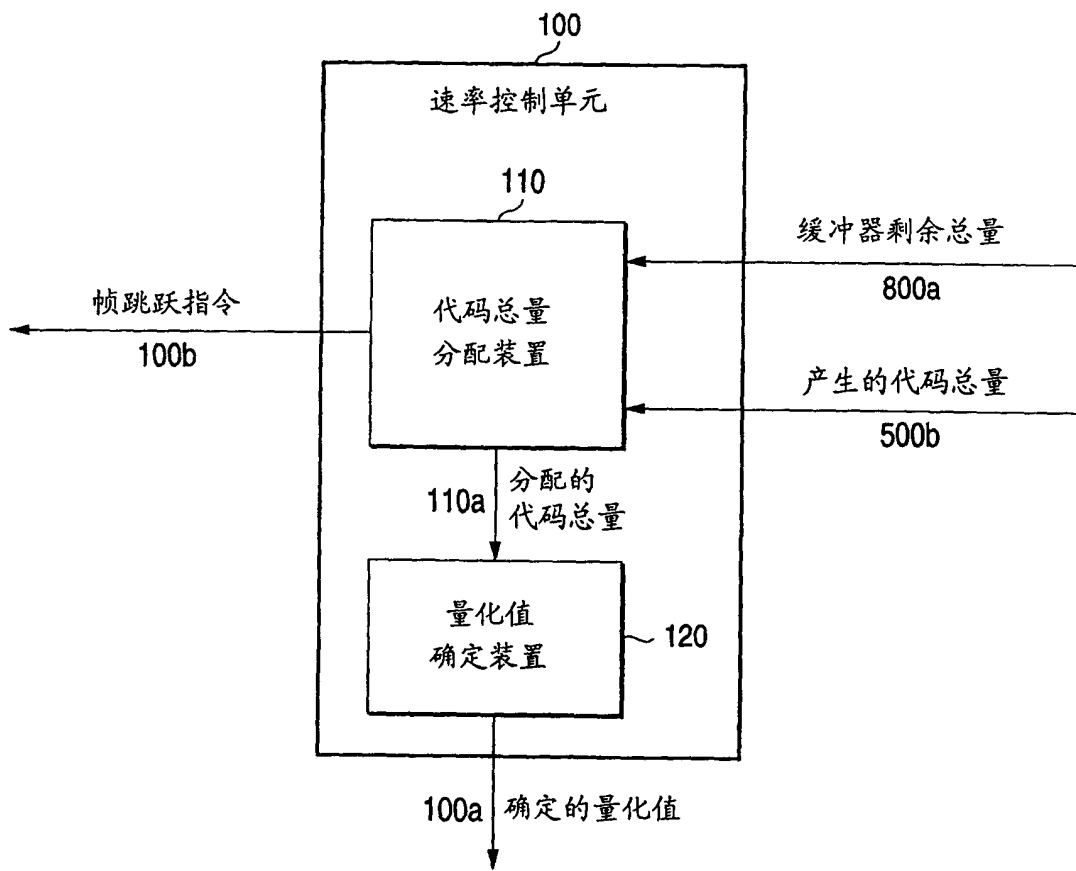 100
速率控制单元
110
缓冲器剩余总量
800a
帧跳跃指令
100b
代码总量
分配装置
产生的代码总量
500b
110a
分配的
代码总量
量化值
确定装置
120
100a
确定的量化值